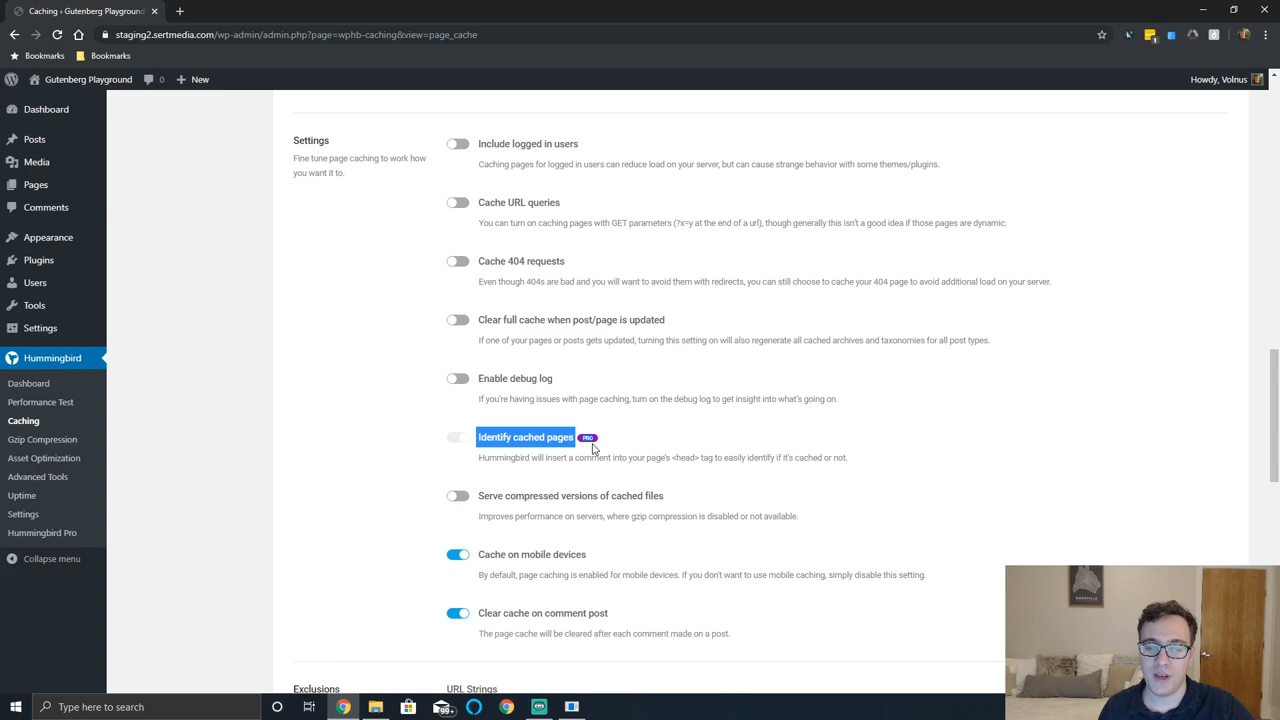 Caching ‹ Gutenberg Playground
staging2.sertmedia.com/wp-admin/admin.php?page=wphb-caching&view=page_cache
Bookmarks
Bookmarks
Gutenberg Playground
0
New
Howdy, Volnus
Dashboard
Posts
Media
Pages
Comments
Appearance
Plugins
Users
Tools
Settings
Hummingbird
Dashboard
Performance Test
Caching
Gzip Compression
Asset Optimization
Advanced Tools
Uptime
Settings
Hummingbird Pro
Collapse menu
Settings
Fine tune page caching to work how
you want it to.
Include logged in users
Caching pages for logged in users can reduce load on your server, but can cause strange behavior with some themes/plugins.
Cache URL queries
You can turn on caching pages with GET parameters (?x=y at the end of a url), though generally this isn't a good idea if those pages are dynamic.
Cache 404 requests
Even though 404s are bad and you will want to avoid them with redirects, you can still choose to cache your 404 page to avoid additional load on your server.
Clear full cache when post/page is updated
If one of your pages or posts gets updated, turning this setting on will also regenerate all cached archives and taxonomies for all post types.
Enable debug log
If you're having issues with page caching, turn on the debug log to get insight into what's going on.
Identify cached pages PRO
Hummingbird will insert a comment into your page's <head> tag to easily identify if it's cached or not.
Serve compressed versions of cached files
Improves performance on servers, where gzip compression is disabled or not available.
Cache on mobile devices
By default, page caching is enabled for mobile devices. If you don't want to use mobile caching, simply disable this setting.
Clear cache on comment post
The page cache will be cleared after each comment made on a post.
Exclusions
URL Strings
Type here to search
99+